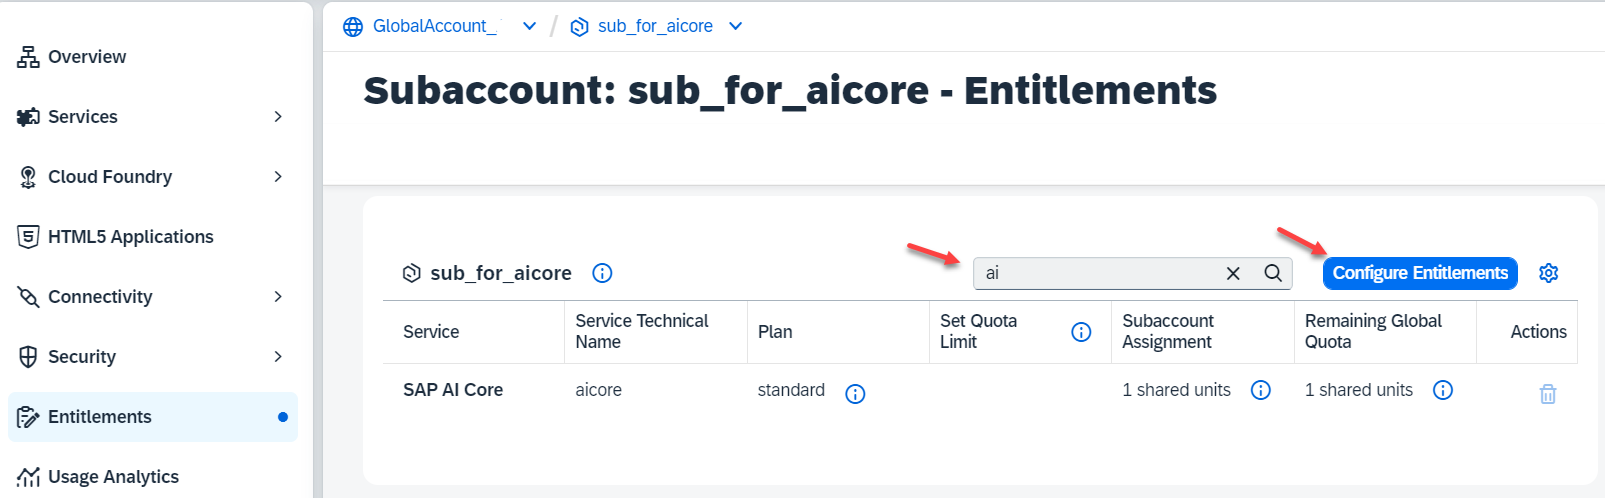 GlobalAccount_
/
sub_for_aicore
Overview
Services
Cloud Foundry
HTML5 Applications
Connectivity
Security
Entitlements
Usage Analytics
Subaccount: sub_for_aicore - Entitlements
sub_for_aicore
ai
Configure Entitlements
Service
Service Technical
Name
Plan
Set Quota
Limit
Subaccount
Assignment
Remaining Global
Quota
Actions
SAP AI Core
aicore
standard
1 shared units
1 shared units